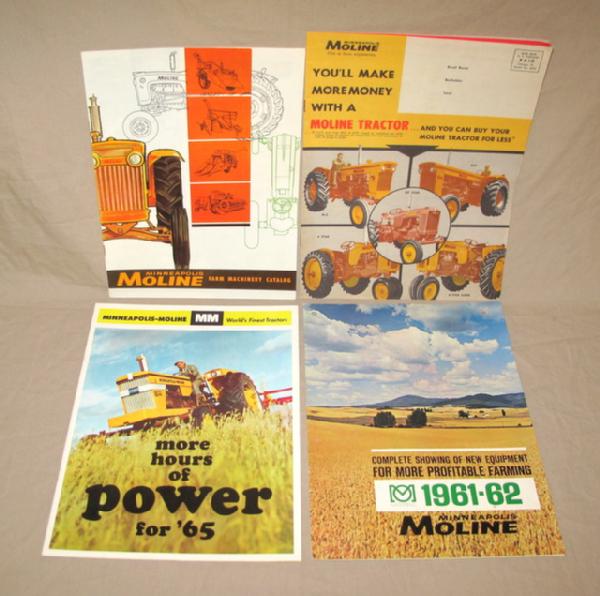 MOLINE
MINNEAPOLIS
MOLINE
FARM MACHINERY CATALOG
MINNEAPOLIS
MOLINE
YOU'LL MAKE
MORE MONEY
WITH A
MOLINE TRACTOR
...AND YOU CAN BUY YOUR
MOLINE TRACTOR FOR LESS*
MINNEAPOLIS-MOLINE
MM
World's Finest Tractors
more
hours
of
power
for '65
COMPLETE SHOWING OF NEW EQUIPMENT
FOR MORE PROFITABLE FARMING
1961-62
MINNEAPOLIS
MOLINE